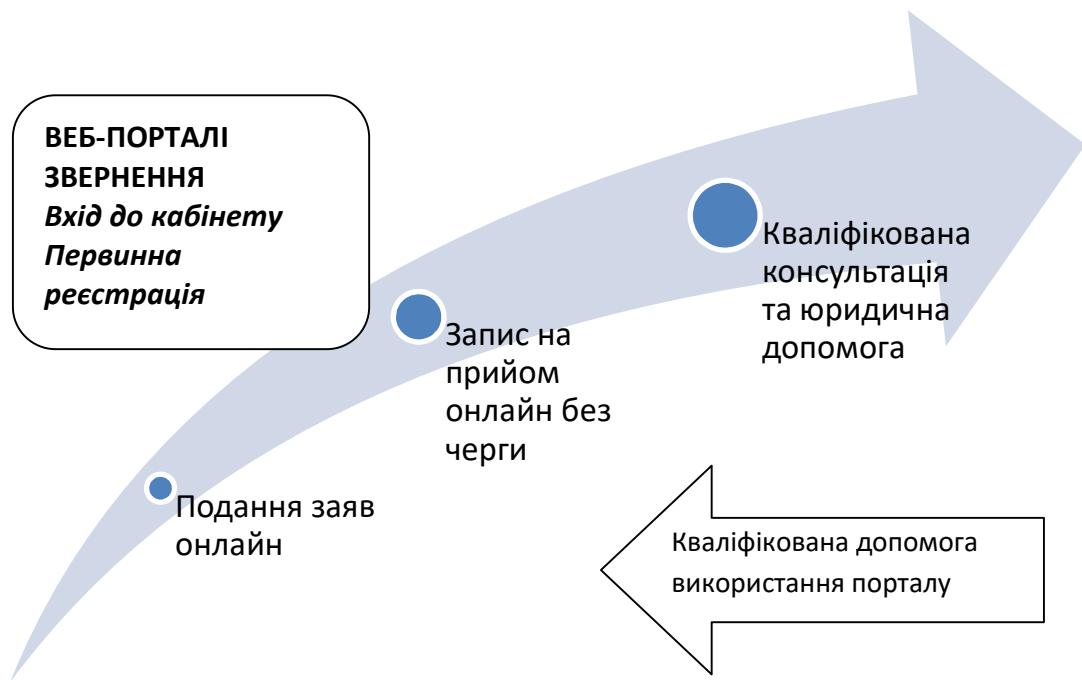 ВЕБ-ПОРТАЛІ
ЗВЕРНЕННЯ
Вхід до кабінету
Первинна
реєстрація
Подання заяв
онлайн
Запис на
прийом
онлайн без
черги
Кваліфікована
консультація
та юридична
допомога
Кваліфікована допомога
використання порталу